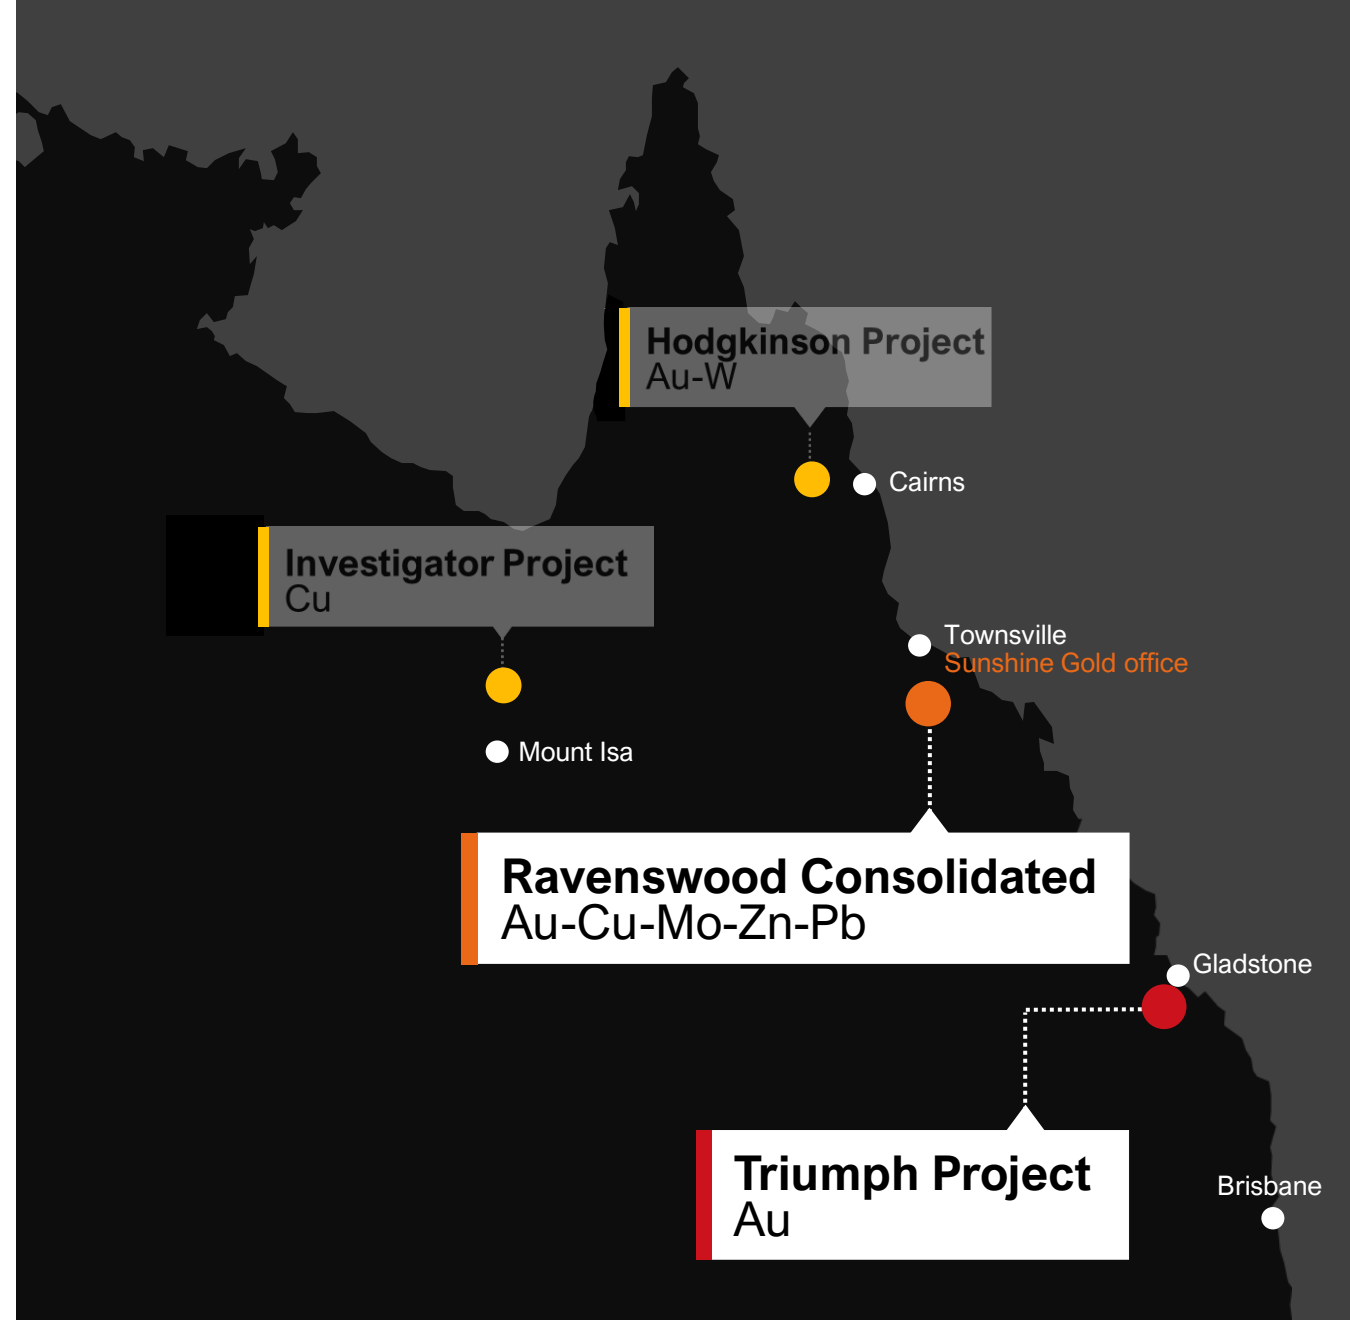 Hodgkinson Project
Au-W
Cairns
Investigator Project
Cu
Townsville
Sunshine Gold office
Mount Isa
Ravenswood Consolidated
Au-Cu-Mo-Zn-Pb
Gladstone
Triumph Project
Au
Brisbane